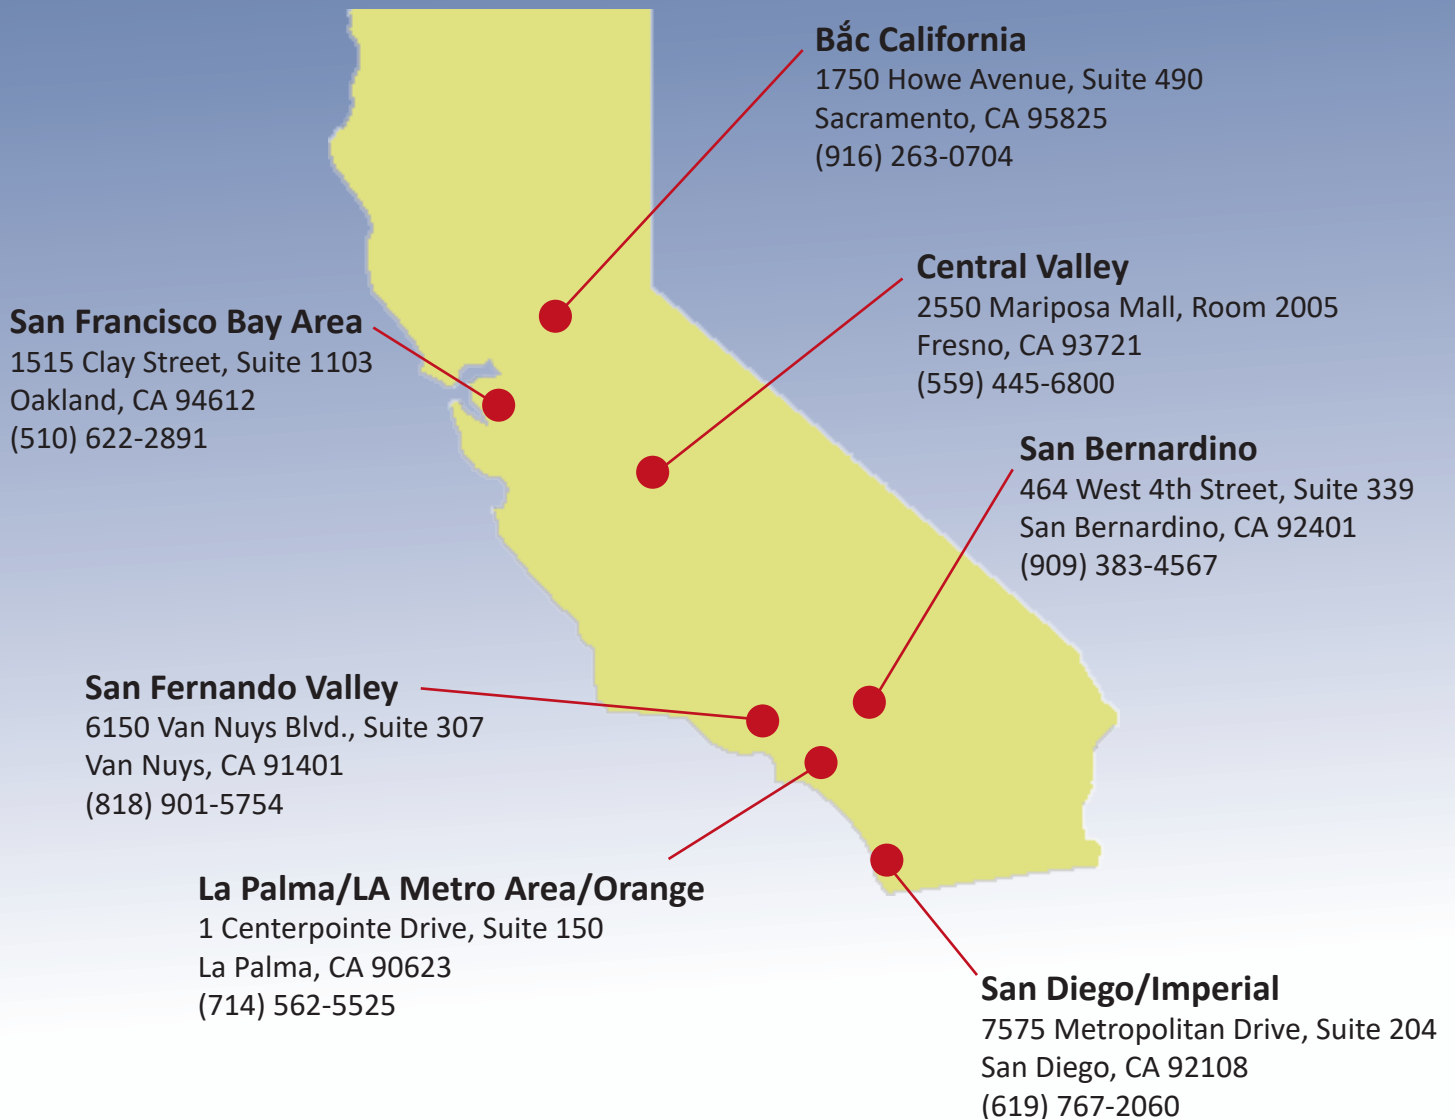 Bắc California
1750 Howe Avenue, Suite 490
Sacramento, CA 95825
(916) 263-0704
Central Valley
2550 Mariposa Mall, Room 2005
Fresno, CA 93721
(559) 445-6800
San Francisco Bay Area
1515 Clay Street, Suite 1103
Oakland, CA 94612
(510) 622-2891
San Bernardino
464 West 4th Street, Suite 339
San Bernardino, CA 92401
(909) 383-4567
San Fernando Valley
6150 Van Nuys Blvd., Suite 307
Van Nuys, CA 91401
(818) 901-5754
La Palma/LA Metro Area/Orange
1 Centerpointe Drive, Suite 150
La Palma, CA 90623
(714) 562-5525
San Diego/Imperial
7575 Metropolitan Drive, Suite 204
San Diego, CA 92108
(619) 767-2060